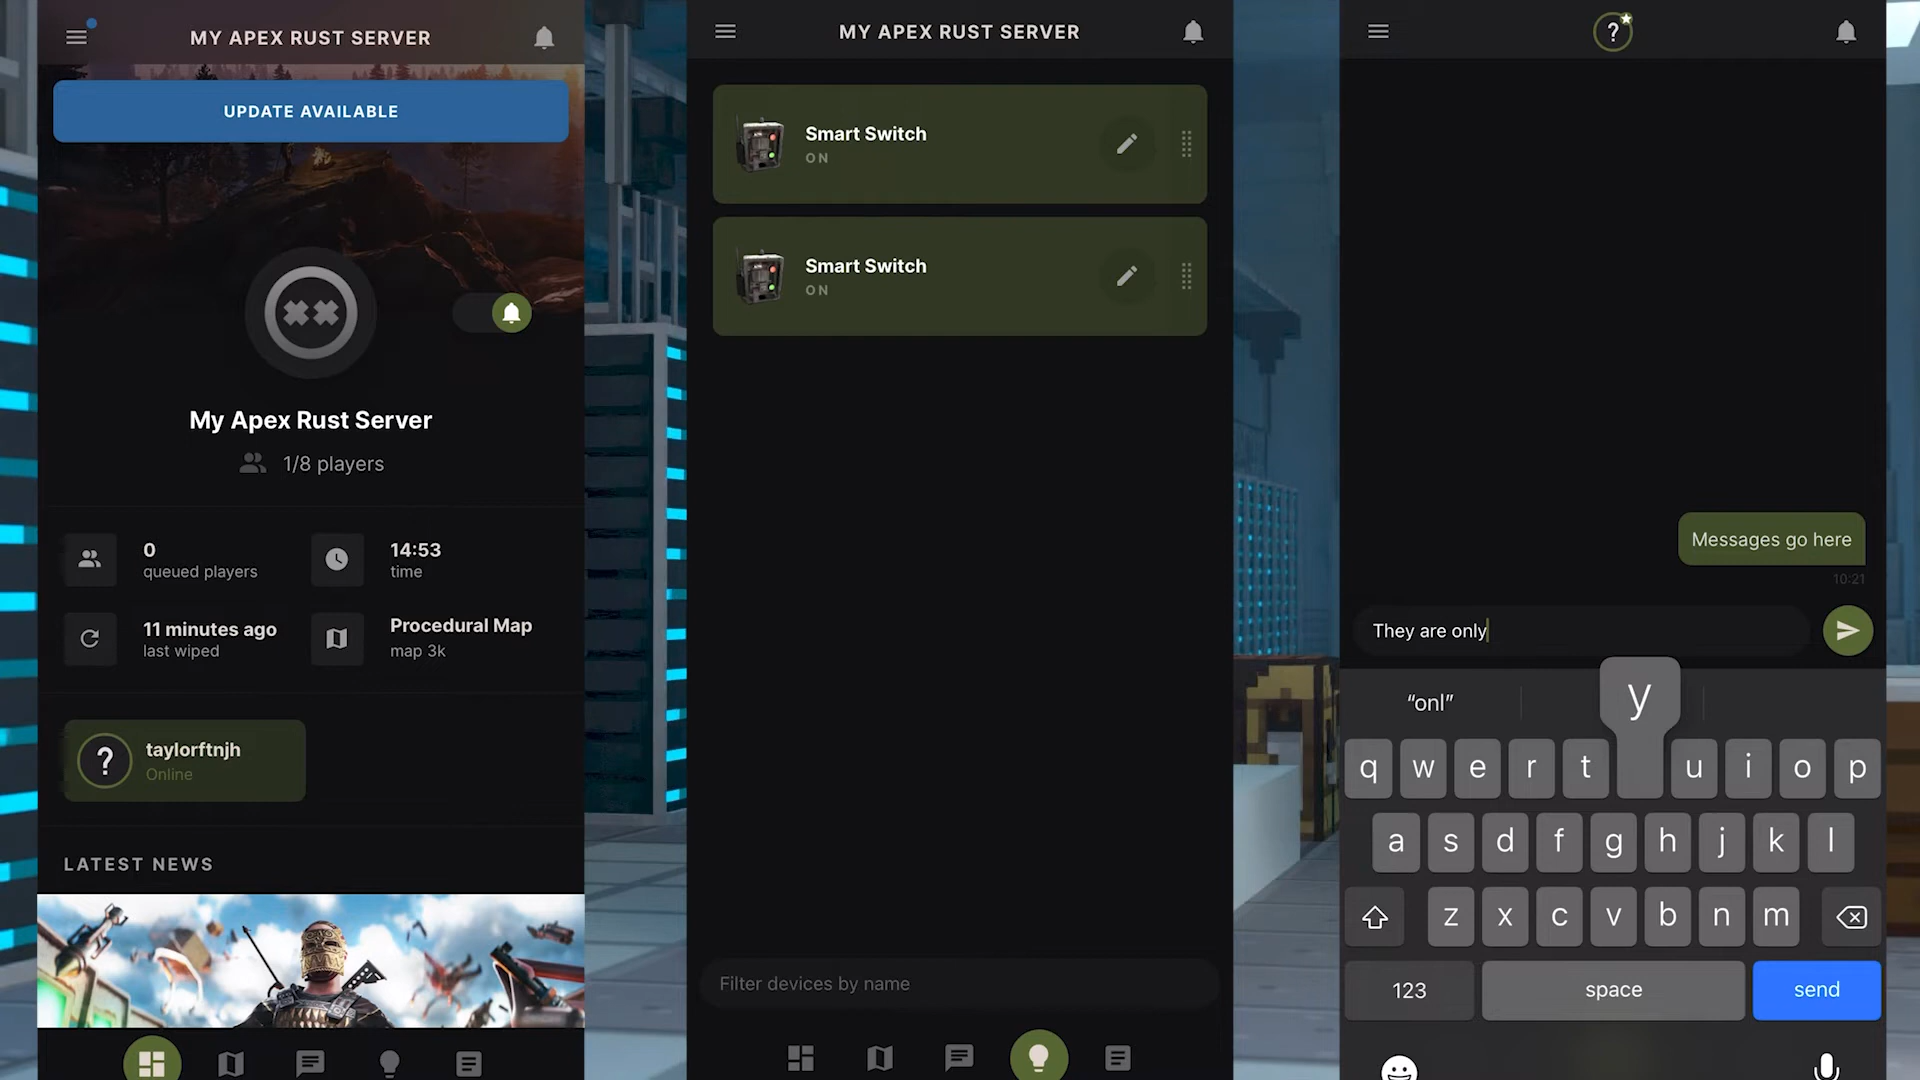 MY APEX RUST SERVER
UPDATE AVAILABLE
My Apex Rust Server
1/8 players
0
queued players
14:53
time
11 minutes ago
last wiped
Procedural Map
map 3k
?
taylorftnjh
Online
LATEST NEWS
MY APEX RUST SERVER
Smart Switch
ON
Smart Switch
ON
Filter devices by name
?
Messages go here
10:21
They are only
“onl”
y
q w e r t u i o p
a s d f g h j k l
z x c v b n m
123 space send